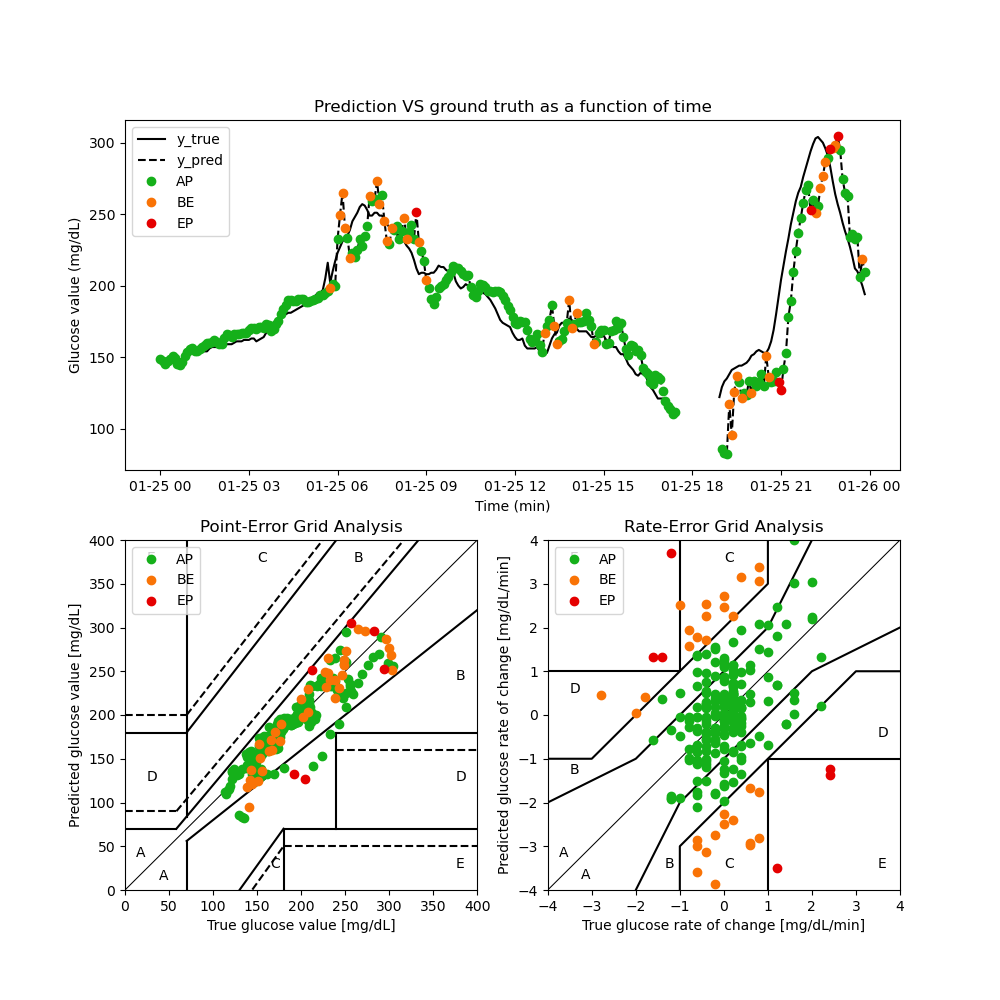 Prediction VS ground truth as a function of time
Glucose value (mg/dL)
300
250
200
150
100
y_true
y_pred
AP
BE
EP
01-25 00 01-25 03 01-25 06 01-25 09 01-25 12 01-25 15 01-25 18 01-25 21 01-26 00
Time (min)
Point-Error Grid Analysis
Predicted glucose value [mg/dL]
400
350
300
250
200
150
100
50
0
AP
BE
EP
C B
B
D D
A
A
C E
0 50 100 150 200 250 300 350 400
True glucose value [mg/dL]
Rate-Error Grid Analysis
Predicted glucose rate of change [mg/dL/min]
4
3
2
1
0
−1
−2
−3
−4
AP
BE
EP
C
D
D
B
A
A
B C E
−4 −3 −2 −1 0 1 2 3 4
True glucose rate of change [mg/dL/min]